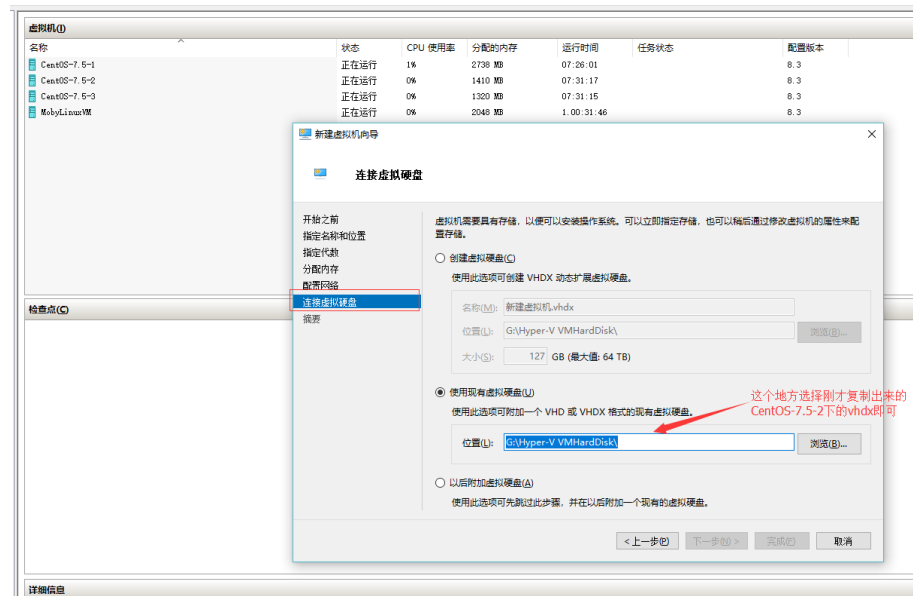 虚拟机(I)
名称 状态 CPU 使用率 分配的内存 运行时间 任务状态 配置版本
CentOS-7.5-1 正在运行 1% 2738 MB 07:26:01 8.3
CentOS-7.5-2 正在运行 0% 1410 MB 07:31:17 8.3
CentOS-7.5-3 正在运行 0% 1320 MB 07:31:15 8.3
MobyLinuxVM 正在运行 0% 2048 MB 1.00:31:46 8.3
新建虚拟机向导
连接虚拟硬盘
开始之前
指定名称和位置
指定代数
分配内存
配置网络
连接虚拟硬盘
摘要
虚拟机需要具有存储，以便可以安装操作系统。可以立即指定存储，也可以稍后通过修改虚拟机的属性来配
置存储。
创建虚拟硬盘(C)
使用此选项可创建 VHDX 动态扩展虚拟硬盘。
名称(M): 新建虚拟机.vhdx
位置(L): G:\Hyper-V VMHardDisk\ 浏览(B)...
大小(S): 127 GB (最大值: 64 TB)
使用现有虚拟硬盘(U)
使用此选项可附加一个 VHD 或 VHDX 格式的现有虚拟硬盘。
位置(L): G:\Hyper-V VMHardDisk\ 浏览(B)...
这个地方选择刚才复制出来的
CentOS-7.5-2下的vhdx即可
以后附加虚拟硬盘(A)
使用此选项可先跳过此步骤，并在以后附加一个现有的虚拟硬盘。
< 上一步(P) 下一步(N) > 完成(F) 取消
检查点(C)
详细信息